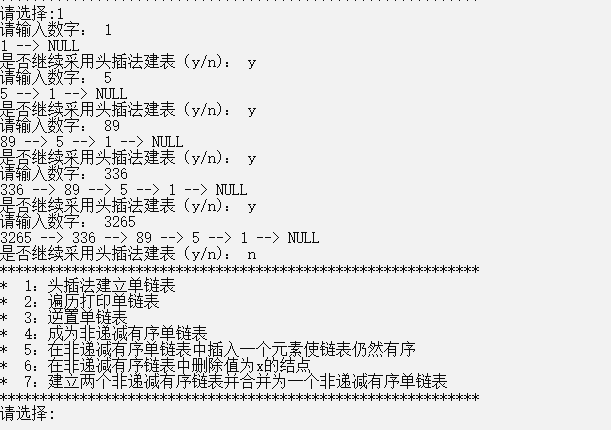 ************************************************************
请选择:1
请输入数字： 1
1 --> NULL
是否继续采用头插法建表（y/n）： y
请输入数字： 5
5 --> 1 --> NULL
是否继续采用头插法建表（y/n）： y
请输入数字： 89
89 --> 5 --> 1 --> NULL
是否继续采用头插法建表（y/n）： y
请输入数字： 336
336 --> 89 --> 5 --> 1 --> NULL
是否继续采用头插法建表（y/n）： y
请输入数字： 3265
3265 --> 336 --> 89 --> 5 --> 1 --> NULL
是否继续采用头插法建表（y/n）： n
************************************************************
*  1：头插法建立单链表
*  2：遍历打印单链表
*  3：逆置单链表
*  4：成为非递减有序单链表
*  5：在非递减有序单链表中插入一个元素使链表仍然有序
*  6：在非递减有序链表中删除值为x的结点
*  7：建立两个非递减有序链表并合并为一个非递减有序单链表
************************************************************
请选择: